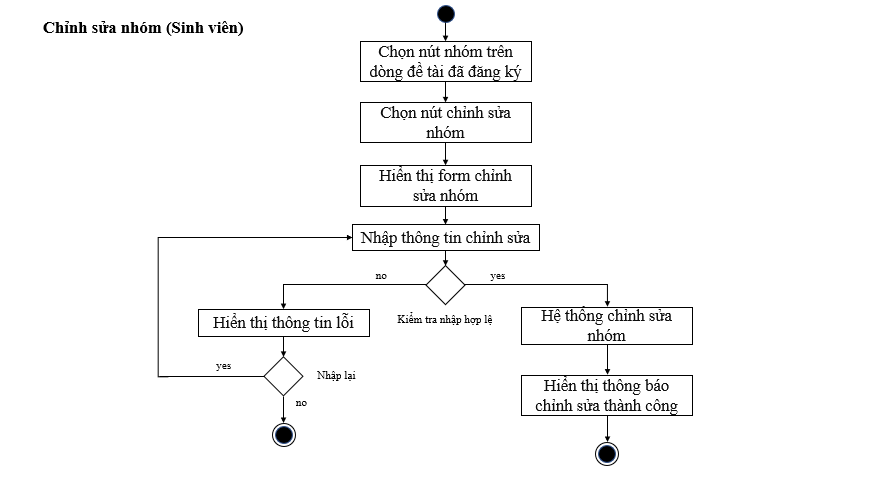 Chỉnh sửa nhóm (Sinh viên)
Chọn nút nhóm trên
dòng đề tài đã đăng ký
Chọn nút chỉnh sửa
nhóm
Hiển thị form chỉnh
sửa nhóm
Nhập thông tin chỉnh sửa
no
yes
Kiểm tra nhập hợp lệ
Hiển thị thông tin lỗi
Hệ thống chỉnh sửa
nhóm
yes
Nhập lại
no
Hiển thị thông báo
chỉnh sửa thành công